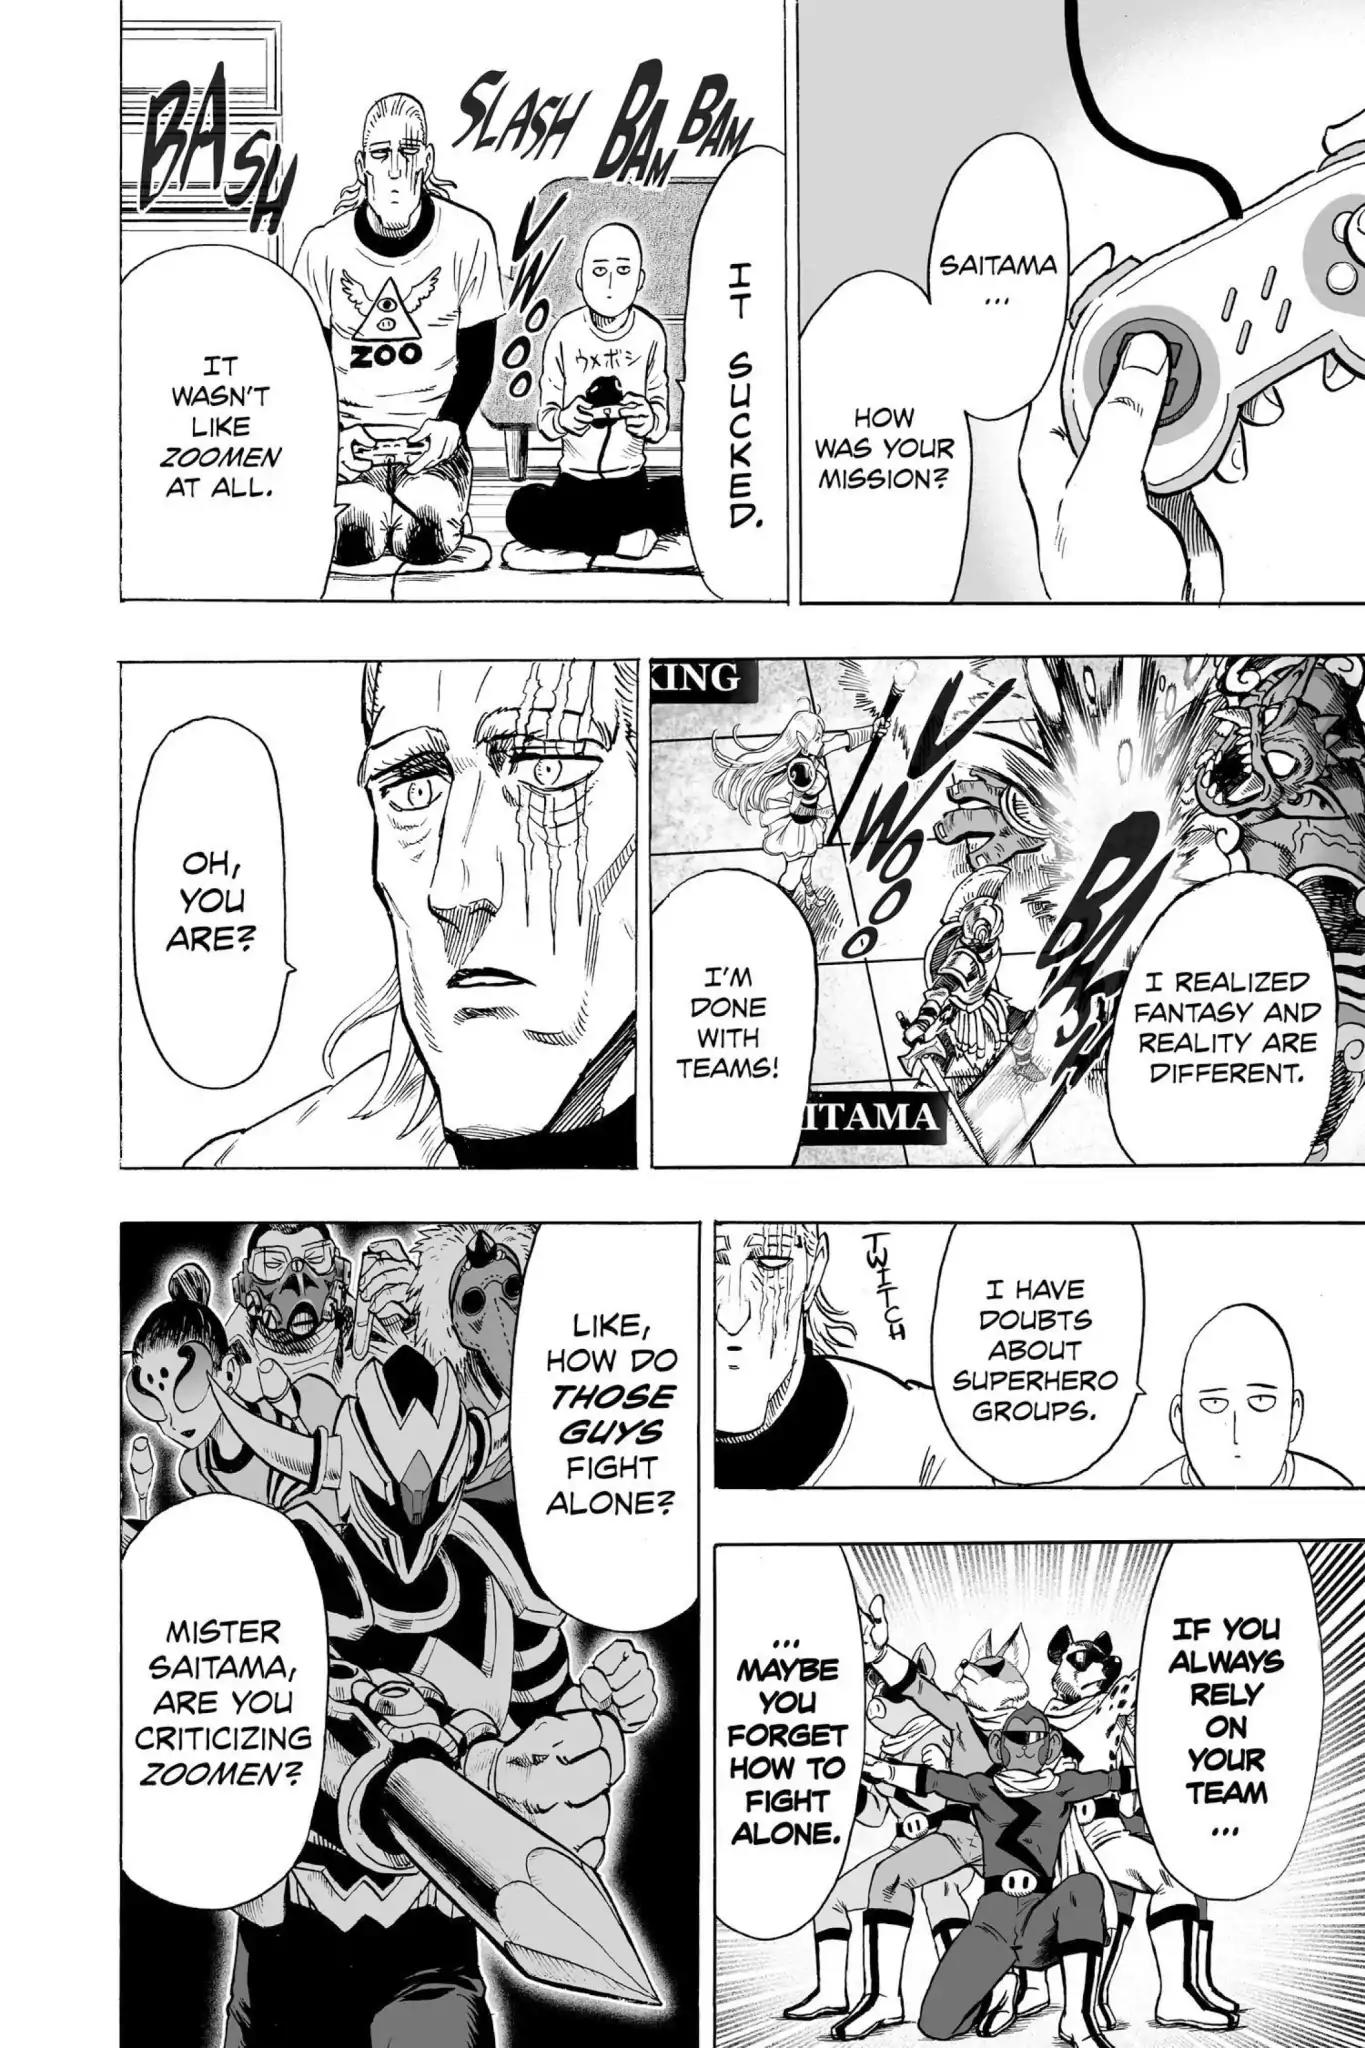 SAITAMA
...
HOW
WAS YOUR
MISSION?
BAM
BAM
SLASH
BASH
VWOOOO
IT SUCKED.
ZOO
ウメボシ
IT
WASN'T
LIKE
ZOOMEN
AT ALL.
KING
VWOOOO
BASH
I REALIZED
FANTASY AND
REALITY ARE
DIFFERENT.
I'M
DONE
WITH
TEAMS!
ITAMA
OH,
YOU
ARE?
I HAVE
DOUBTS
ABOUT
SUPERHERO
GROUPS.
TWITCH
LIKE,
HOW DO
THOSE
GUYS
FIGHT
ALONE?
MISTER
SAITAMA,
ARE YOU
CRITICIZING
ZOOMEN?
IF YOU
ALWAYS
RELY
ON
YOUR
TEAM
...
...
MAYBE
YOU
FORGET
HOW TO
FIGHT
ALONE.